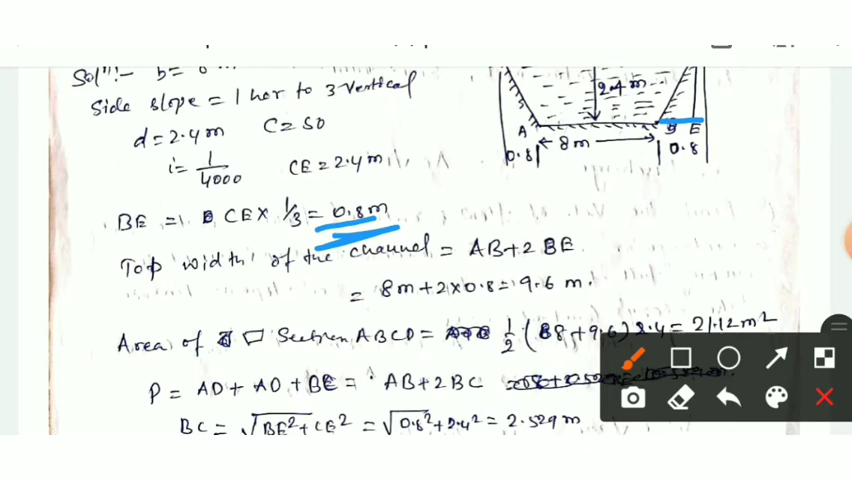 Solⁿ:- b= 8 m
Side slope = 1 hor to 3 vertical
d = 2.4 m C = 50
i = 1/4000 CE = 2.4 m
BE = CE × 1/3 = 0.8 m
Top width of the channel = AB + 2 BE
= 8m + 2×0.8 = 9.6 m.
Area of Section ABCD = 1/2 (8 + 9.6) 2.4 = 21.12 m²
P = AD + AD + BC = AB + 2 BC
BC = √BE² + CE² = √0.8² + 2.4² = 2.529 m
2.4 m
A B E
0.8 8 m 0.8